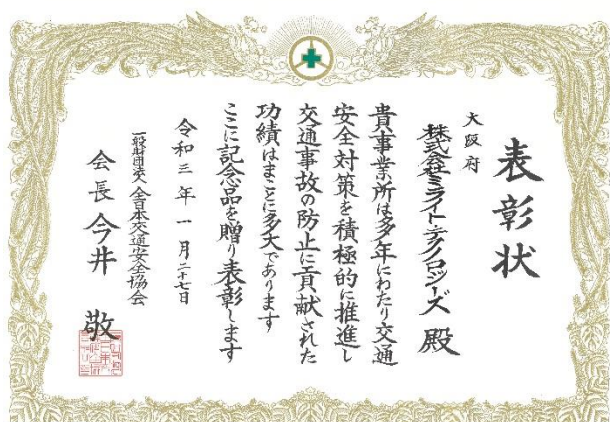 表彰状
大阪府
株式会社ミライト・テクノロジーズ 殿
貴事業所は多年にわたり交通
安全対策を積極的に推進し
交通事故の防止に貢献された
功績はまことに多大であります
ここに記念品を贈り表彰します
令和三年一月二十七日
一般財団法人全日本交通安全協会
会長 今井 敬